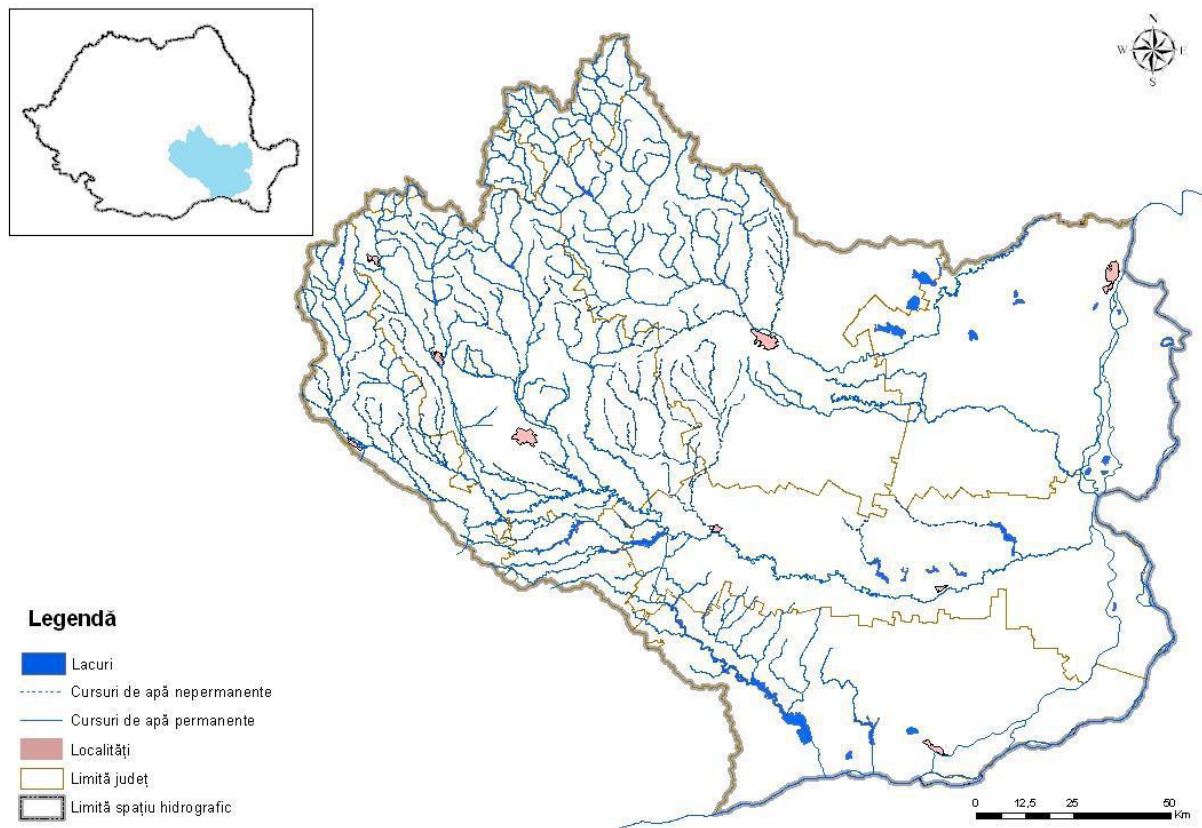 N
W E
S
Legendă
Lacuri
Cursuri de apă nepermanente
Cursuri de apă permanente
Localități
Limită județ
Limită spațiu hidrografic
0 12,5 25 50
Km